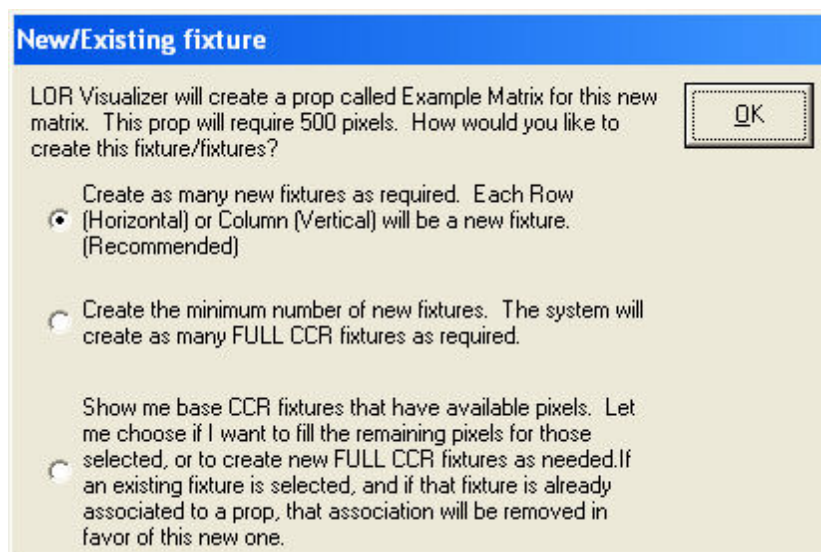 New/Existing fixture
LOR Visualizer will create a prop called Example Matrix for this new
matrix.  This prop will require 500 pixels.  How would you like to
create this fixture/fixtures?
OK
Create as many new fixtures as required.  Each Row
(Horizontal) or Column (Vertical) will be a new fixture.
(Recommended)
Create the minimum number of new fixtures.  The system will
create as many FULL CCR fixtures as required.
Show me base CCR fixtures that have available pixels.  Let
me choose if I want to fill the remaining pixels for those
selected, or to create new FULL CCR fixtures as needed.If
an existing fixture is selected, and if that fixture is already
associated to a prop, that association will be removed in
favor of this new one.